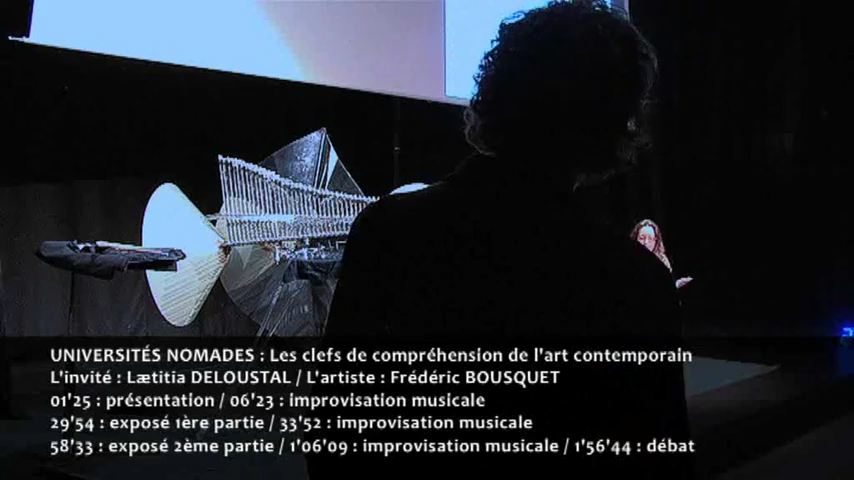 UNIVERSITÉS NOMADES : Les clefs de compréhension de l'art contemporain
L'invité : Lætitia DELOUSTAL / L'artiste : Frédéric BOUSQUET
01'25 : présentation / 06'23 : improvisation musicale
29'54 : exposé 1ère partie / 33'52 : improvisation musicale
58'33 : exposé 2ème partie / 1'06'09 : improvisation musicale / 1'56'44 : débat